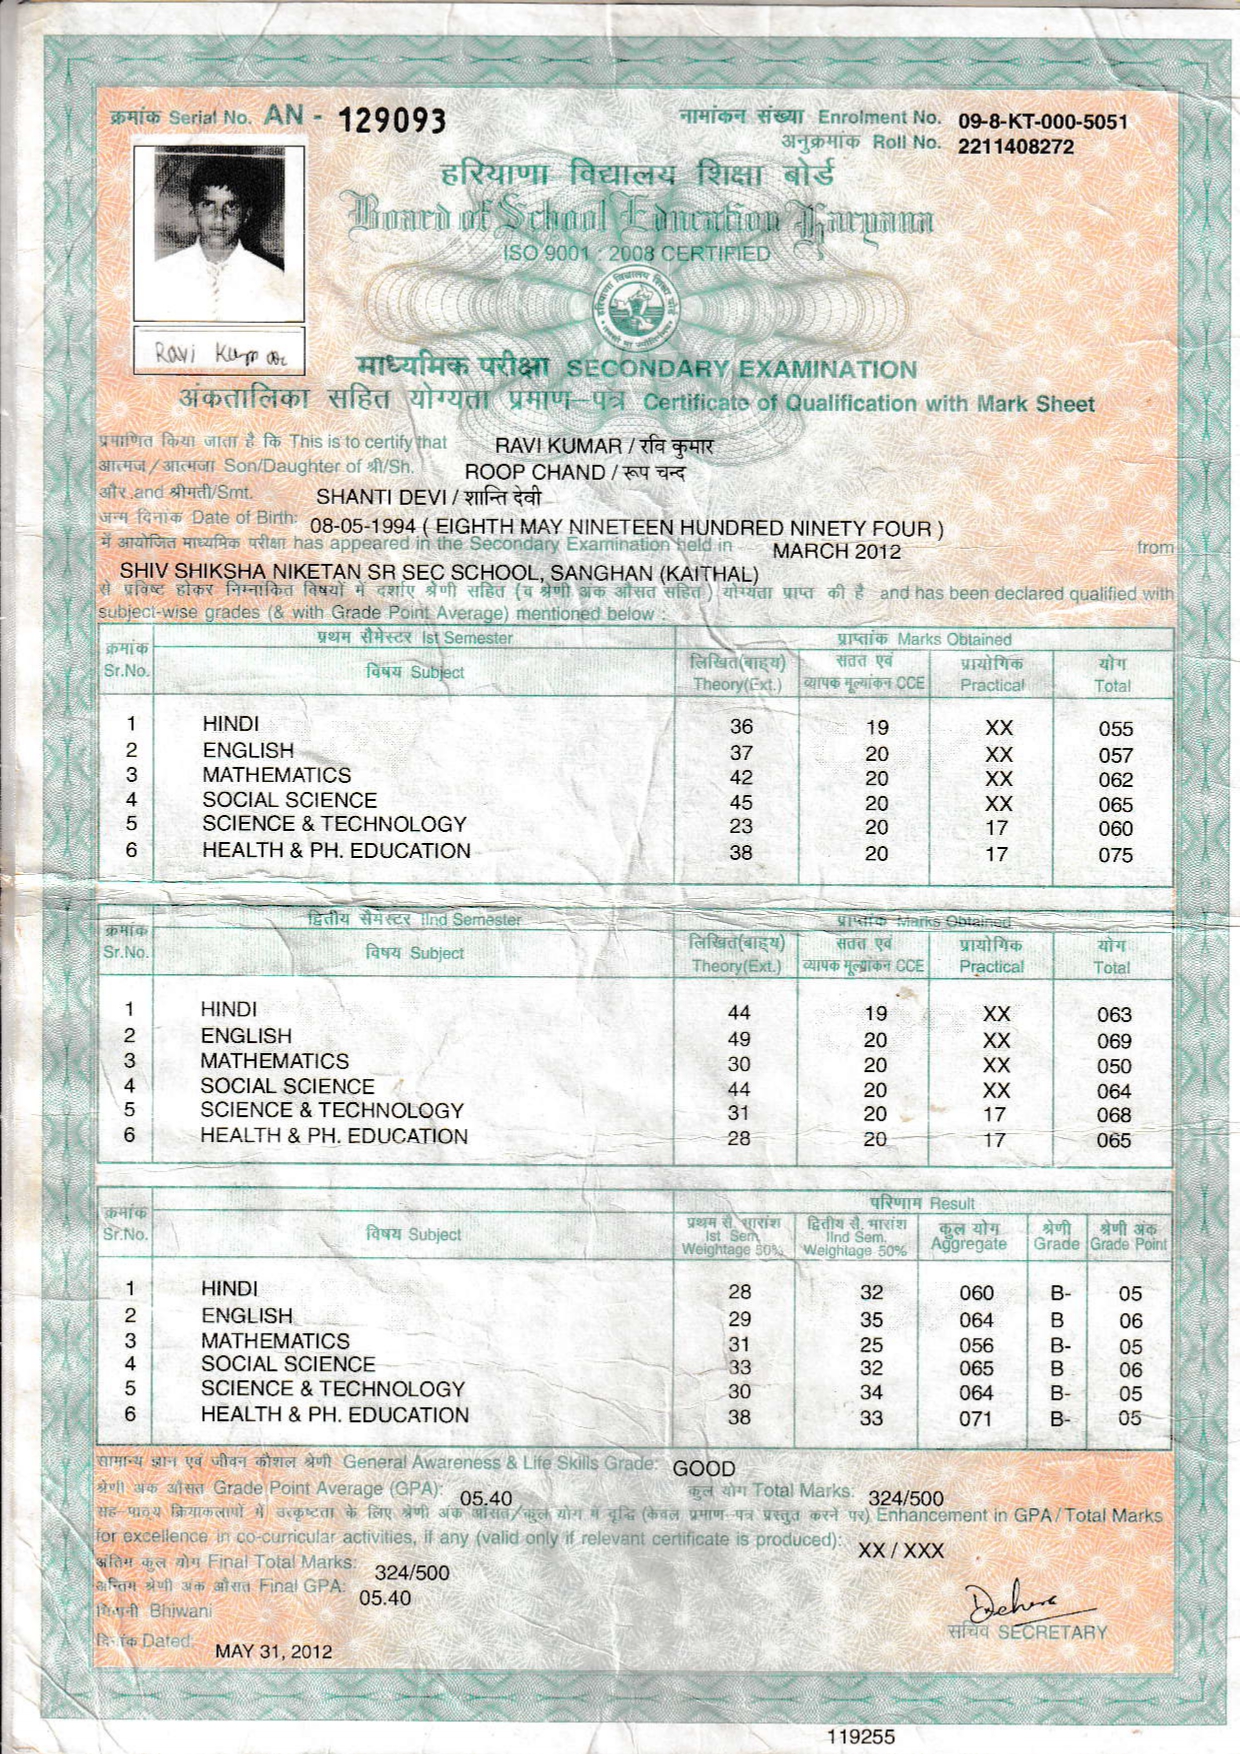 क्रमांक Serial No. AN - 129093
नामांकन संख्या Enrolment No. 09-8-KT-000-5051
अनुक्रमांक Roll No. 2211408272
हरियाणा विद्यालय शिक्षा बोर्ड
Board of School Education Haryana
ISO 9001 : 2008 CERTIFIED
Ravi Kumar
माध्यमिक परीक्षा SECONDARY EXAMINATION
अंकतालिका सहित योग्यता प्रमाण-पत्र Certificate of Qualification with Mark Sheet
प्रमाणित किया जाता है कि This is to certify that RAVI KUMAR / रवि कुमार
आत्मज / आत्मजा Son/Daughter of श्री/Sh. ROOP CHAND / रूप चन्द
और and श्रीमती/Smt. SHANTI DEVI / शान्ति देवी
जन्म दिनांक Date of Birth: 08-05-1994 ( EIGHTH MAY NINETEEN HUNDRED NINETY FOUR )
में आयोजित माध्यमिक परीक्षा has appeared in the Secondary Examination held in MARCH 2012 from
SHIV SHIKSHA NIKETAN SR SEC SCHOOL, SANGHAN (KAITHAL)
से प्रविष्ट होकर निम्नांकित विषयों में दर्शाए श्रेणी सहित (व श्रेणी अंक औसत सहित) योग्यता प्राप्त की है and has been declared qualified with
subject-wise grades (& with Grade Point Average) mentioned below :
क्रमांक प्रथम सैमेस्टर Ist Semester प्राप्तांक Marks Obtained
Sr.No. विषय Subject लिखित(बाह्य) Theory(Ext.) सतत एवं व्यापक मूल्यांकन CCE प्रायोगिक Practical योग Total
1 HINDI 36 19 XX 055
2 ENGLISH 37 20 XX 057
3 MATHEMATICS 42 20 XX 062
4 SOCIAL SCIENCE 45 20 XX 065
5 SCIENCE & TECHNOLOGY 23 20 17 060
6 HEALTH & PH. EDUCATION 38 20 17 075
क्रमांक द्वितीय सैमेस्टर IInd Semester प्राप्तांक Marks Obtained
Sr.No. विषय Subject लिखित(बाह्य) Theory(Ext.) सतत एवं व्यापक मूल्यांकन CCE प्रायोगिक Practical योग Total
1 HINDI 44 19 XX 063
2 ENGLISH 49 20 XX 069
3 MATHEMATICS 30 20 XX 050
4 SOCIAL SCIENCE 44 20 XX 064
5 SCIENCE & TECHNOLOGY 31 20 17 068
6 HEALTH & PH. EDUCATION 28 20 17 065
क्रमांक परिणाम Result
Sr.No. विषय Subject प्रथम सै. भारांश Ist Sem. Weightage 50% द्वितीय सै. भारांश IInd Sem. Weightage 50% कुल योग Aggregate श्रेणी Grade श्रेणी अंक Grade Point
1 HINDI 28 32 060 B- 05
2 ENGLISH 29 35 064 B 06
3 MATHEMATICS 31 25 056 B- 05
4 SOCIAL SCIENCE 33 32 065 B 06
5 SCIENCE & TECHNOLOGY 30 34 064 B- 05
6 HEALTH & PH. EDUCATION 38 33 071 B- 05
सामान्य ज्ञान एवं जीवन कौशल श्रेणी General Awareness & Life Skills Grade: GOOD
श्रेणी अंक औसत Grade Point Average (GPA): 05.40 कुल योग Total Marks: 324/500
सह-पाठ्य क्रियाकलापों में उत्कृष्टता के लिए श्रेणी अंक औसत/कुल योग में वृद्धि (केवल प्रमाण-पत्र प्रस्तुत करने पर) Enhancement in GPA/Total Marks
for excellence in co-curricular activities, if any (valid only if relevant certificate is produced): XX / XXX
अंतिम कुल योग Final Total Marks: 324/500
अन्तिम श्रेणी अंक औसत Final GPA: 05.40
भिवानी Bhiwani
सचिव SECRETARY
दिनांक Dated: MAY 31, 2012
119255